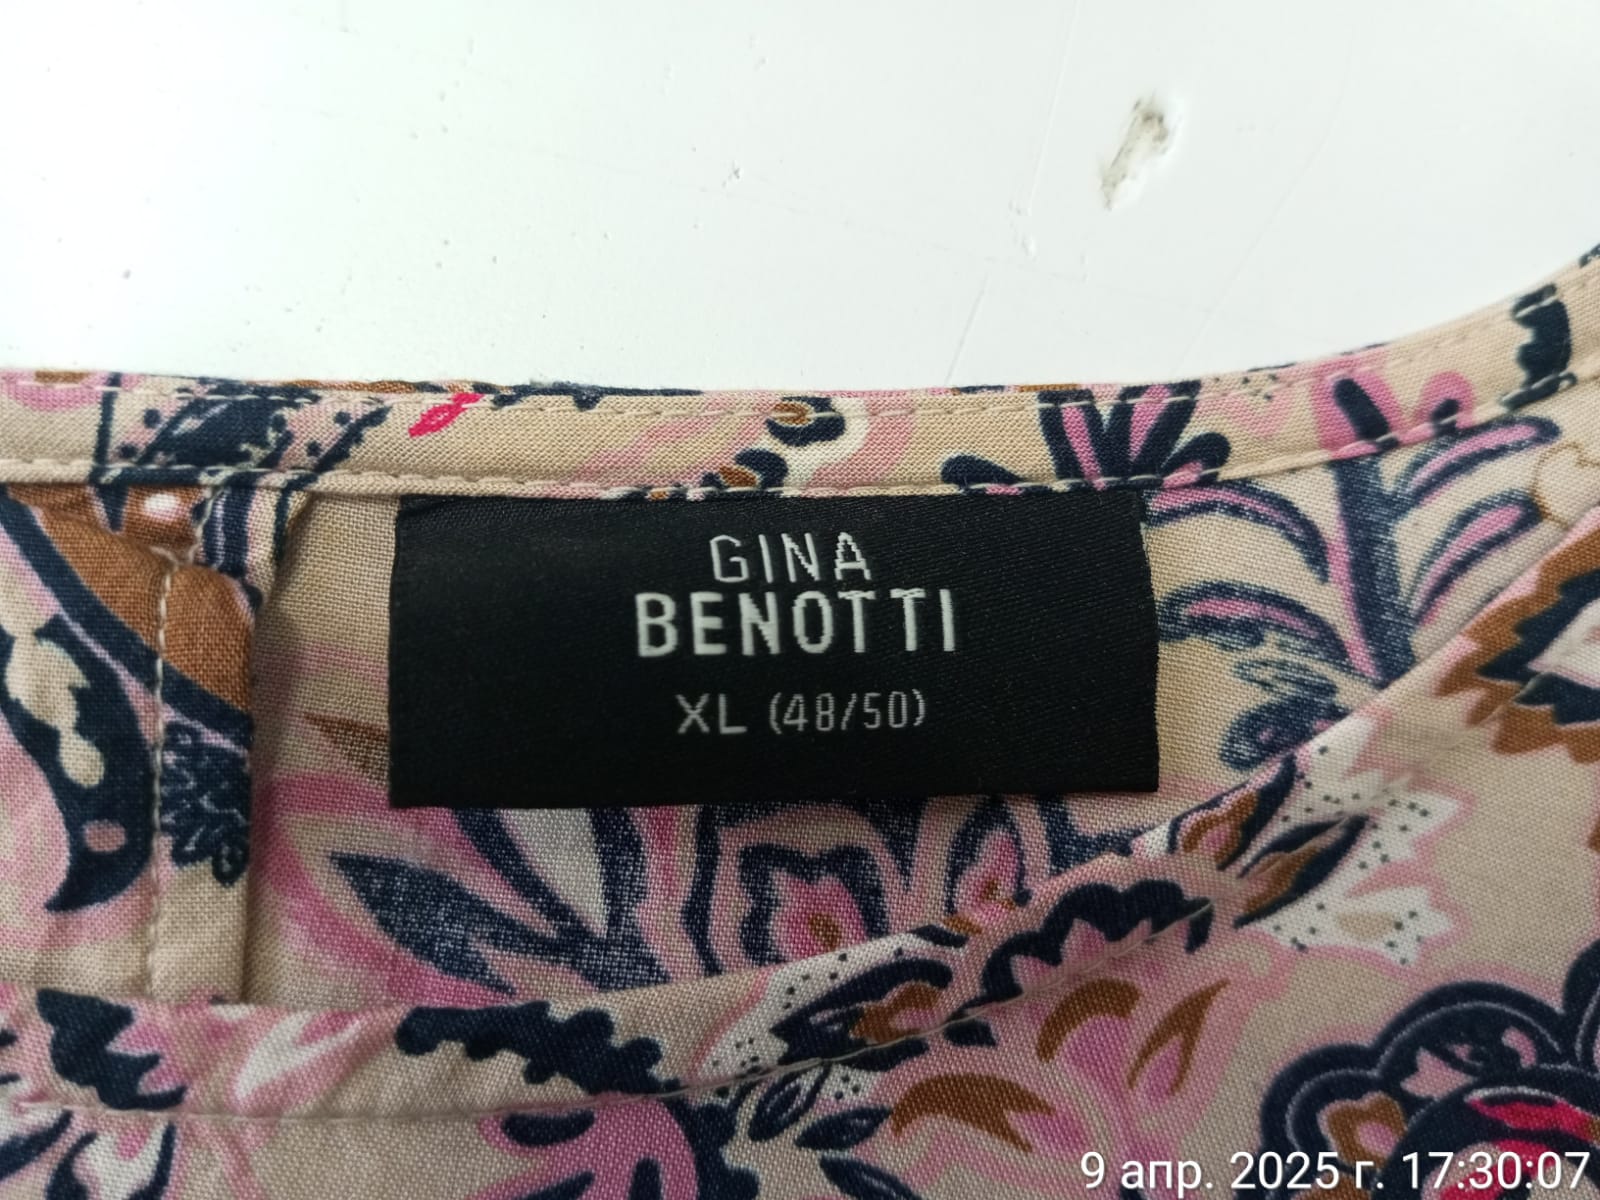 GINA
BENOTTI
XL (48/50)
9 апр. 2025 г. 17:30:07